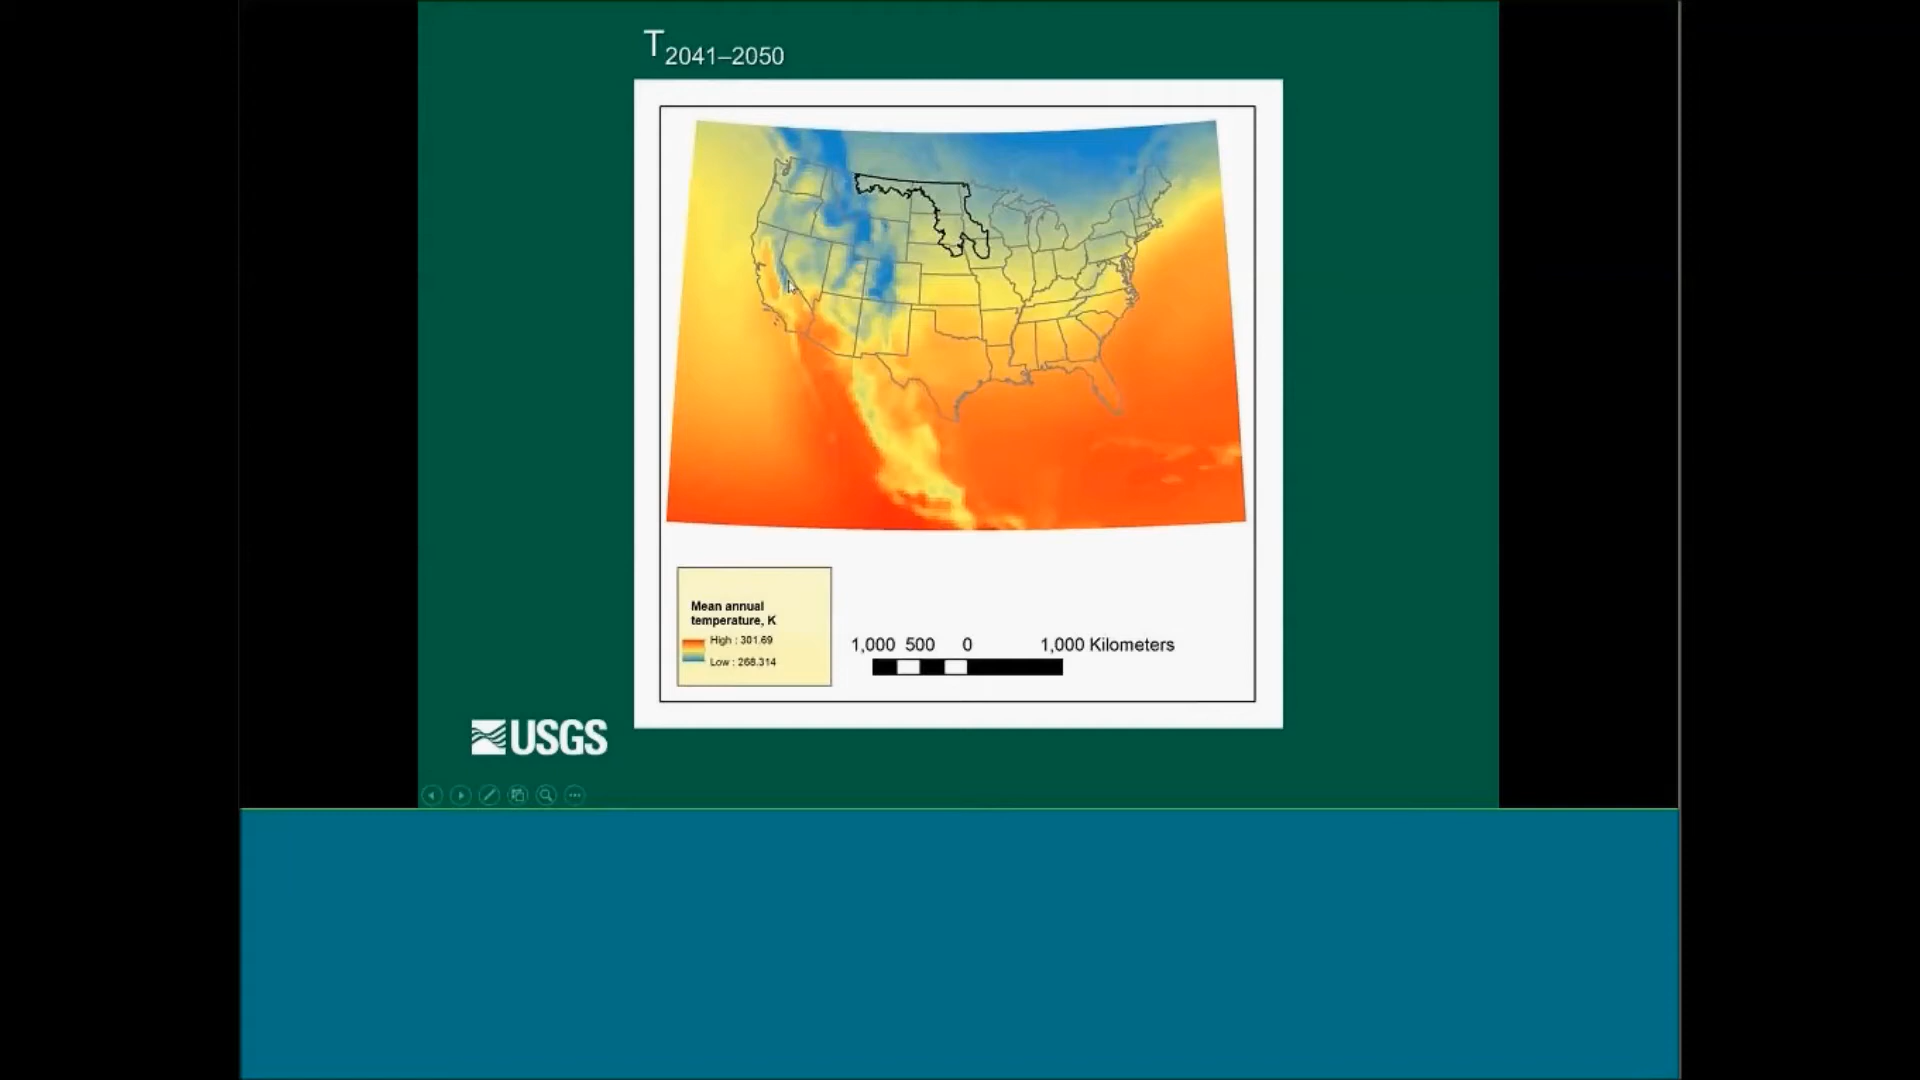 T2041–2050
Mean annual
temperature, K
High : 301.69
Low : 268.314
1,000 500 0 1,000 Kilometers
USGS